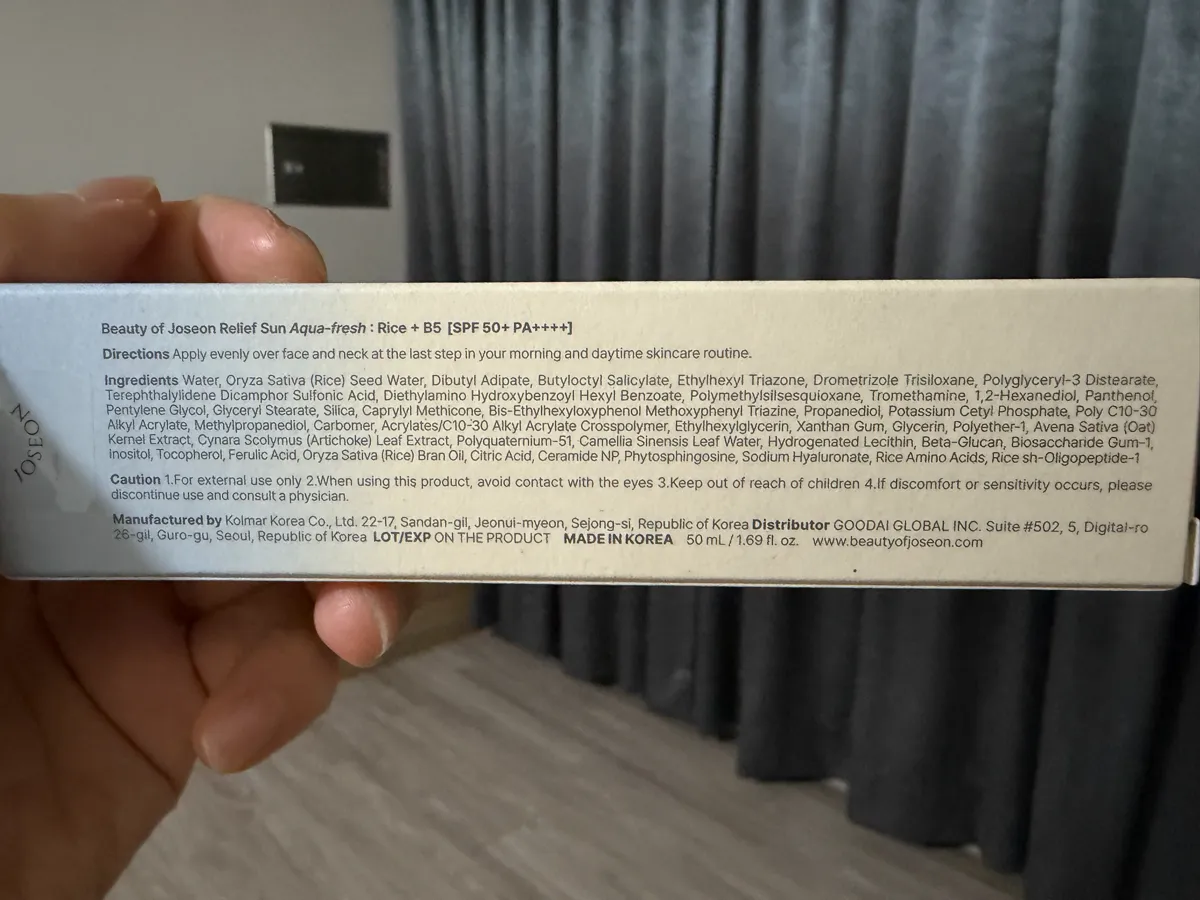 JOSEON
Beauty of Joseon Relief Sun Aqua-fresh : Rice + B5 [SPF 50+ PA++++]
Directions Apply evenly over face and neck at the last step in your morning and daytime skincare routine.
Ingredients Water, Oryza Sativa (Rice) Seed Water, Dibutyl Adipate, Butyloctyl Salicylate, Ethylhexyl Triazone, Drometrizole Trisiloxane, Polyglyceryl-3 Distearate,
Terephthalylidene Dicamphor Sulfonic Acid, Diethylamino Hydroxybenzoyl Hexyl Benzoate, Polymethylsilsesquioxane, Tromethamine, 1,2-Hexanediol, Panthenol,
Pentylene Glycol, Glyceryl Stearate, Silica, Caprylyl Methicone, Bis-Ethylhexyloxyphenol Methoxyphenyl Triazine, Propanediol, Potassium Cetyl Phosphate, Poly C10-30
Alkyl Acrylate, Methylpropanediol, Carbomer, Acrylates/C10-30 Alkyl Acrylate Crosspolymer, Ethylhexylglycerin, Xanthan Gum, Glycerin, Polyether-1, Avena Sativa (Oat)
Kernel Extract, Cynara Scolymus (Artichoke) Leaf Extract, Polyquaternium-51, Camellia Sinensis Leaf Water, Hydrogenated Lecithin, Beta-Glucan, Biosaccharide Gum-1,
Inositol, Tocopherol, Ferulic Acid, Oryza Sativa (Rice) Bran Oil, Citric Acid, Ceramide NP, Phytosphingosine, Sodium Hyaluronate, Rice Amino Acids, Rice sh-Oligopeptide-1
Caution 1.For external use only 2.When using this product, avoid contact with the eyes 3.Keep out of reach of children 4.If discomfort or sensitivity occurs, please
discontinue use and consult a physician.
Manufactured by Kolmar Korea Co., Ltd. 22-17, Sandan-gil, Jeonui-myeon, Sejong-si, Republic of Korea Distributor GOODAI GLOBAL INC. Suite #502, 5, Digital-ro
26-gil, Guro-gu, Seoul, Republic of Korea LOT/EXP ON THE PRODUCT MADE IN KOREA 50 mL / 1.69 fl. oz. www.beautyofjoseon.com